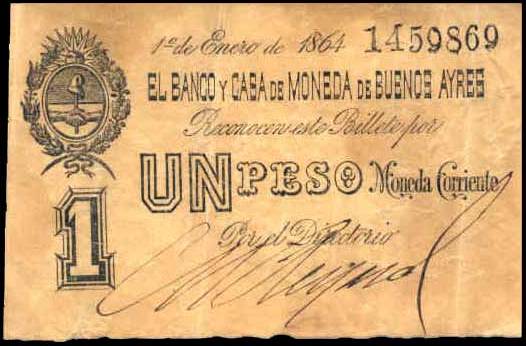 1º de Enero de 1864 1459869
EL BANCO Y CASA DE MONEDA DE BUENOS AYRES
Reconocen este Billete por
UN PESO Moneda Corriente
Por el Directorio
1